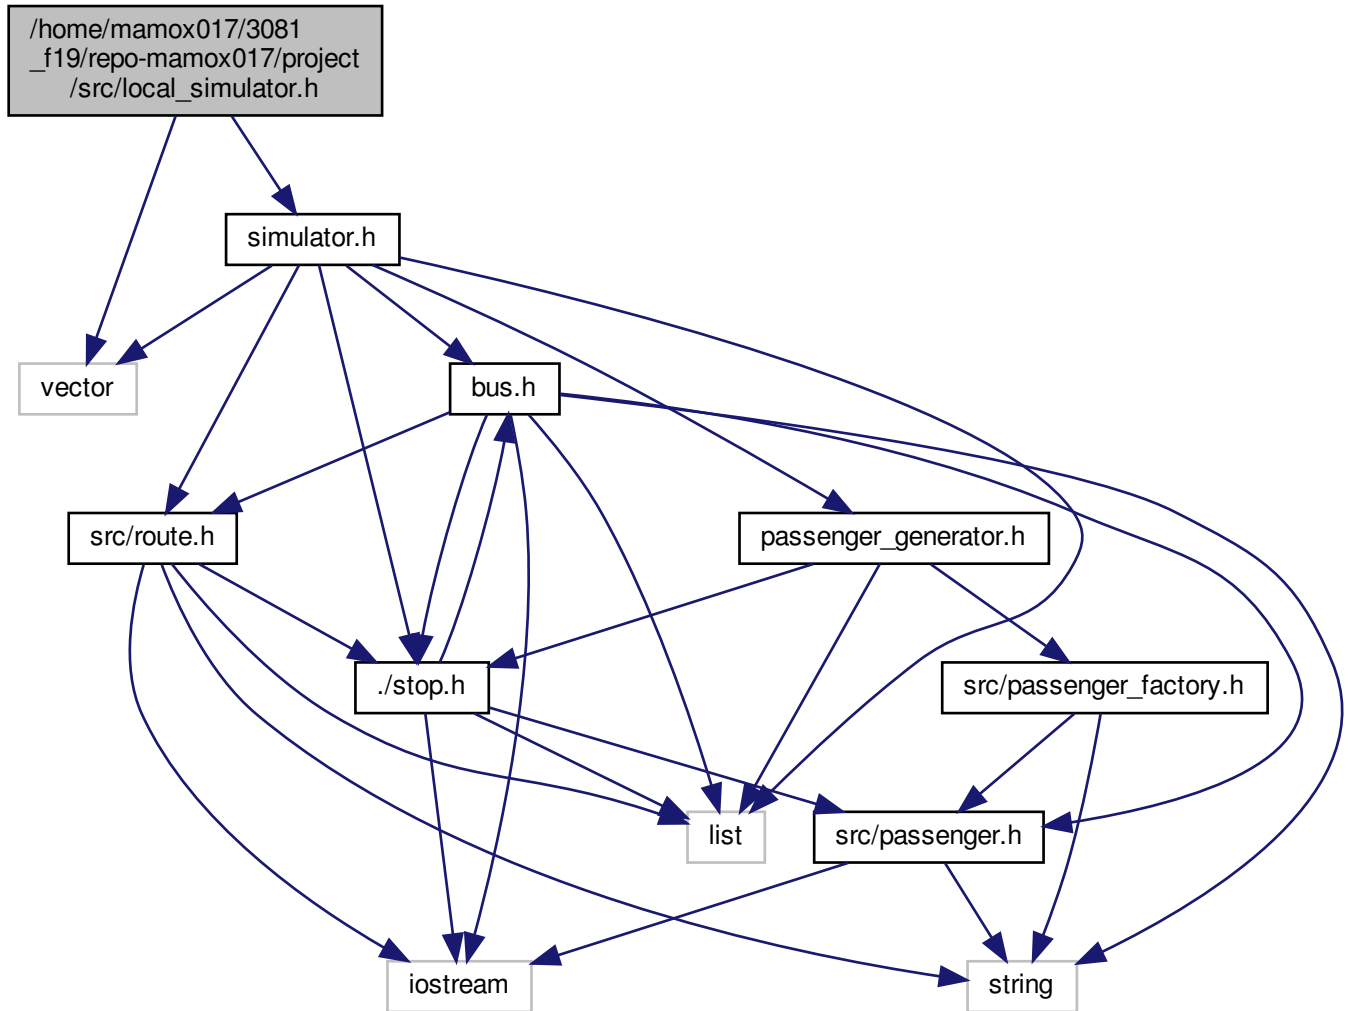 /home/mamox017/3081
_f19/repo-mamox017/project
/src/local_simulator.h
simulator.h
vector
bus.h
src/route.h
passenger_generator.h
./stop.h
src/passenger_factory.h
list
src/passenger.h
iostream
string